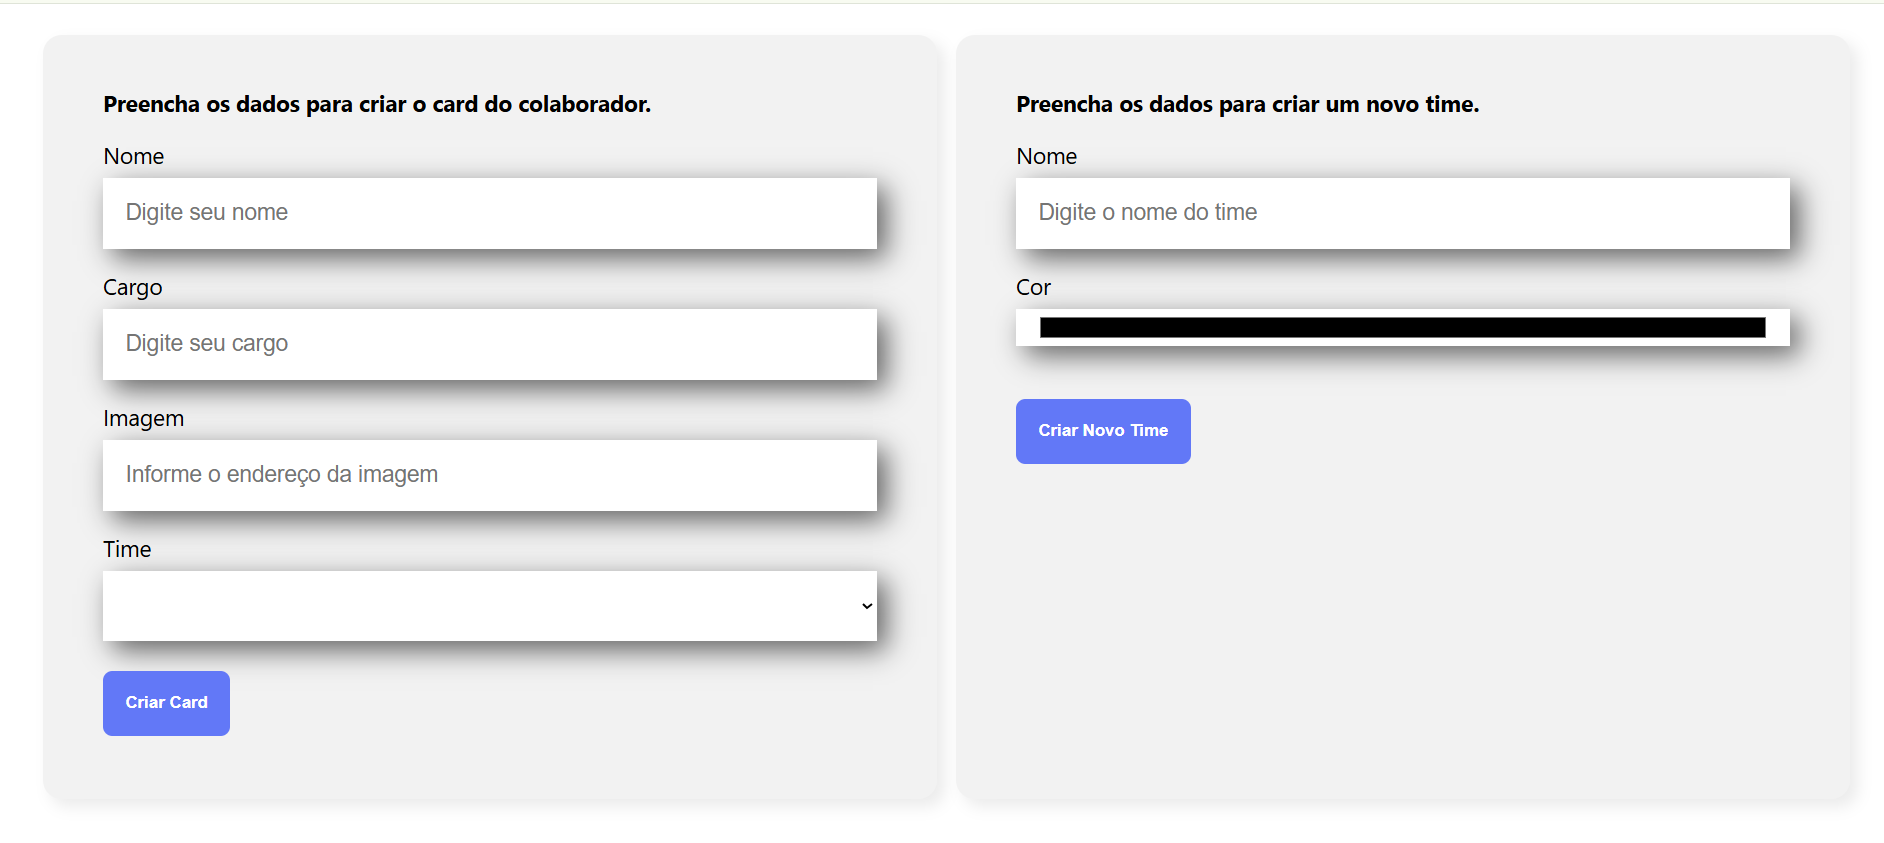 Preencha os dados para criar o card do colaborador.
Nome
Digite seu nome
Cargo
Digite seu cargo
Imagem
Informe o endereço da imagem
Time
Criar Card
Preencha os dados para criar um novo time.
Nome
Digite o nome do time
Cor
Criar Novo Time